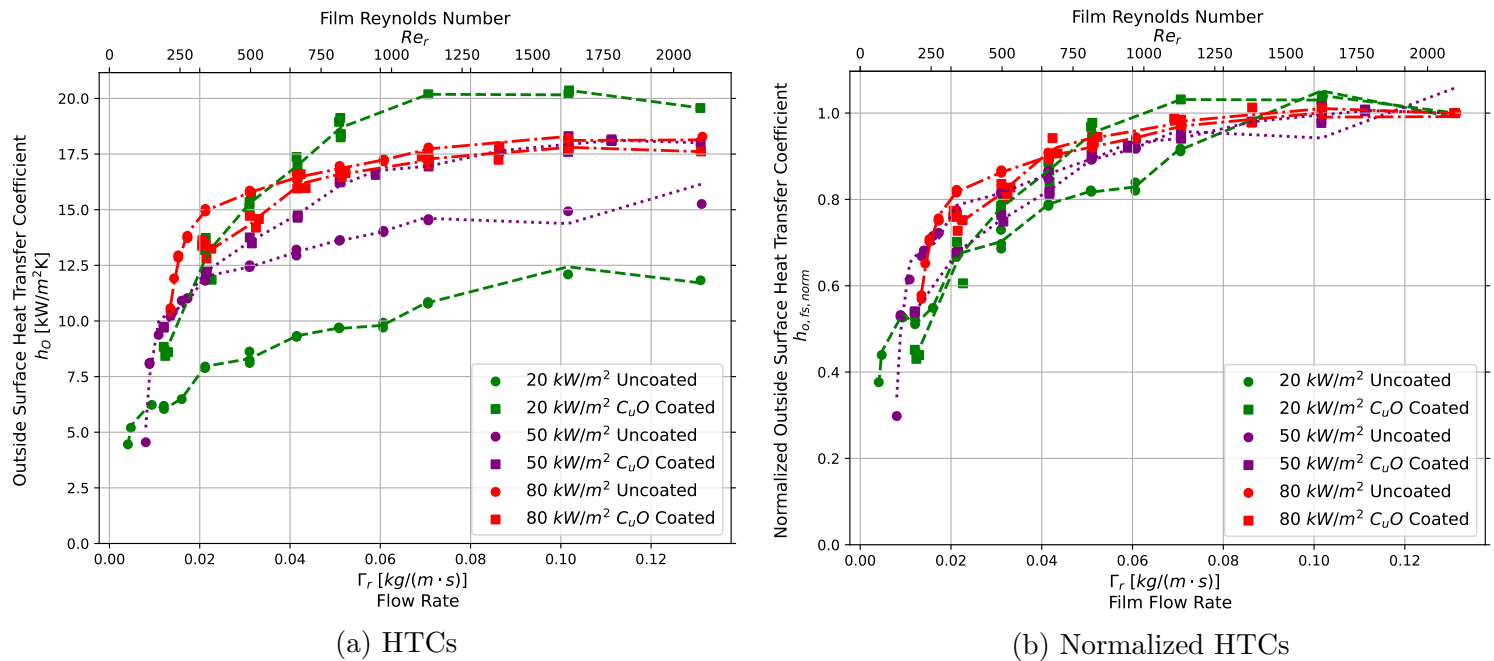 Film Reynolds Number
Re_r
0 250 500 750 1000 1250 1500 1750 2000
Outside Surface Heat Transfer Coefficient
h_O [kW/m²K]
20.0
17.5
15.0
12.5
10.0
7.5
5.0
2.5
0.0
20 kW/m² Uncoated
20 kW/m² C_uO Coated
50 kW/m² Uncoated
50 kW/m² C_uO Coated
80 kW/m² Uncoated
80 kW/m² C_uO Coated
0.00 0.02 0.04 0.06 0.08 0.10 0.12
Γ_r [kg/(m · s)]
Flow Rate
(a) HTCs
Film Reynolds Number
Re_r
0 250 500 750 1000 1250 1500 1750 2000
Normalized Outside Surface Heat Transfer Coefficient
h_{o,fs,norm}
1.0
0.8
0.6
0.4
0.2
0.0
20 kW/m² Uncoated
20 kW/m² C_uO Coated
50 kW/m² Uncoated
50 kW/m² C_uO Coated
80 kW/m² Uncoated
80 kW/m² C_uO Coated
0.00 0.02 0.04 0.06 0.08 0.10 0.12
Γ_r [kg/(m · s)]
Film Flow Rate
(b) Normalized HTCs